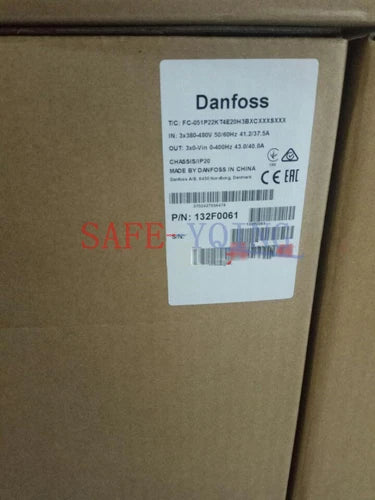 Danfoss
T/C: FC-051P22KT4E20H3BXCXXXSXXX
IN: 3x380-480V 50/60Hz 41.2/37.5A
OUT: 3x0-Vin 0-400Hz 43.0/40.0A
CHASSIS/IP20
MADE BY DANFOSS IN CHINA
Danfoss A/S, 6430 Nordborg, Denmark
CE EAC
P/N: 132F0061
SAFE-YQING
S/N: